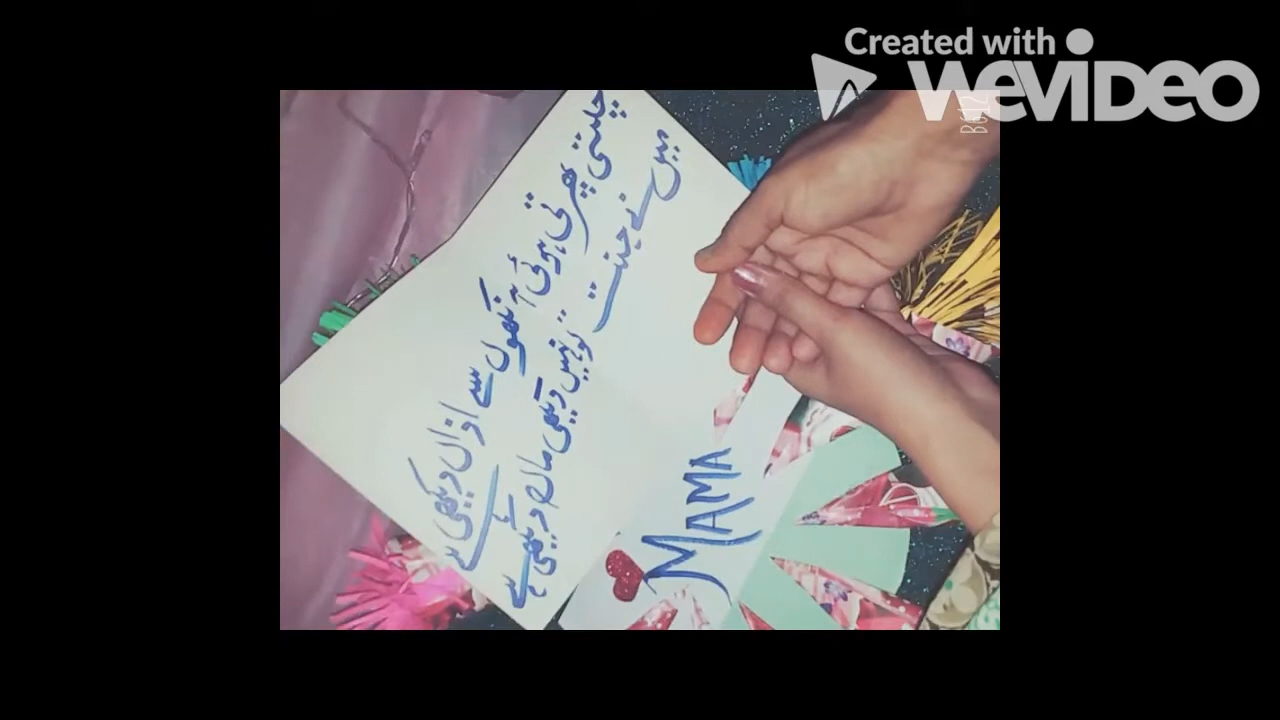 Created with
WEVIDEO
B612
چلتی پھرتی ہوئی آنکھوں سے اذاں دیکھی ہے
میں نے جنت تو نہیں دیکھی ماں دیکھی ہے
MAMA